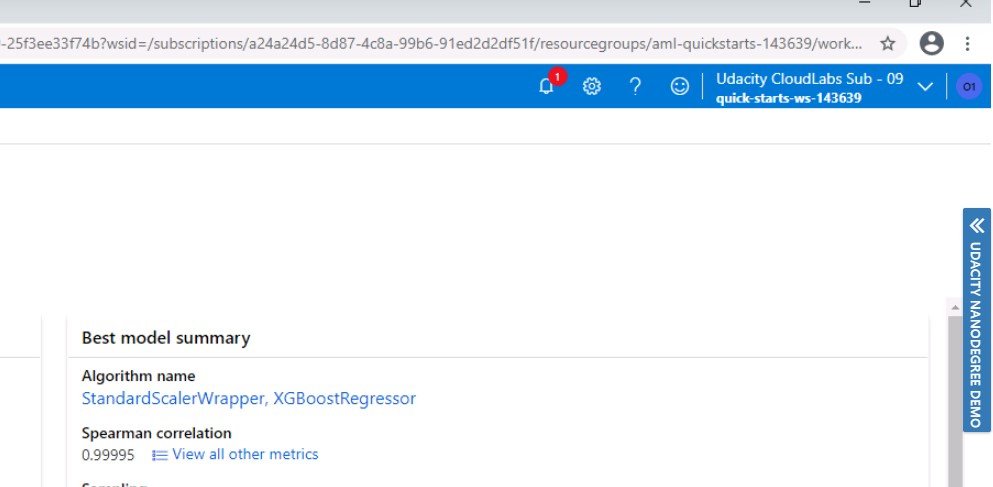 -25f3ee33f74b?wsid=/subscriptions/a24a24d5-8d87-4c8a-99b6-91ed2d2df51f/resourcegroups/aml-quickstarts-143639/work...
1
Udacity CloudLabs Sub - 09
quick-starts-ws-143639
O1
UDACITY NANODEGREE DEMO
Best model summary
Algorithm name
StandardScalerWrapper, XGBoostRegressor
Spearman correlation
0.99995 View all other metrics